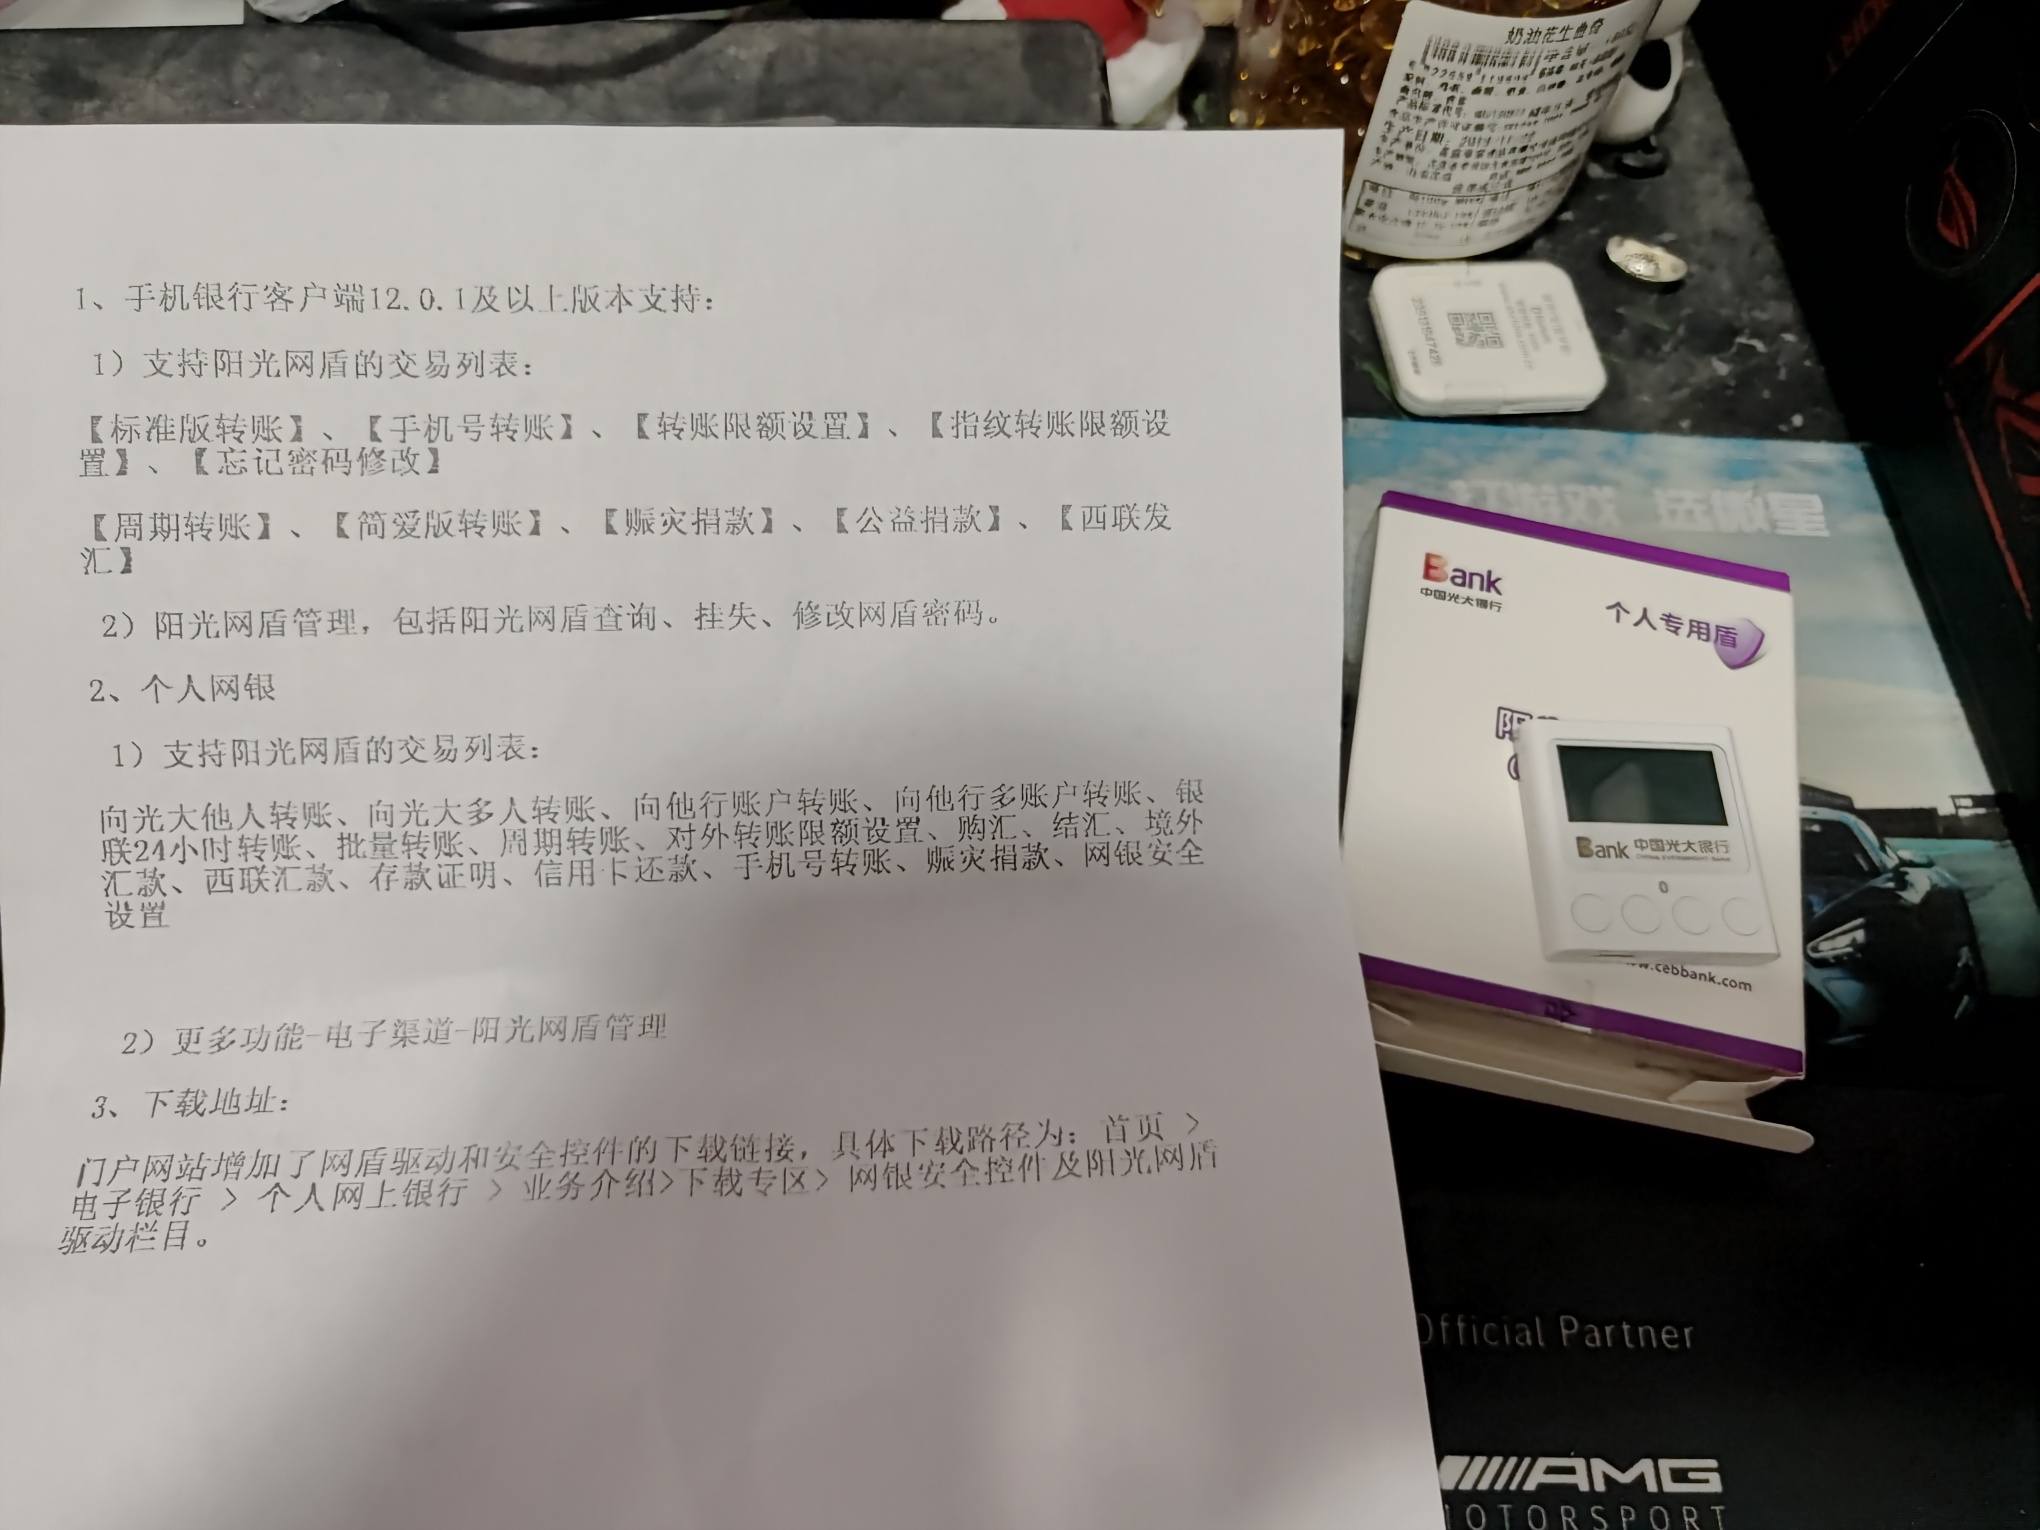 1、手机银行客户端12.0.1及以上版本支持：
1）支持阳光网盾的交易列表：
【标准版转账】、【手机号转账】、【转账限额设置】、【指纹转账限额设
置】、【忘记密码修改】
【周期转账】、【简爱版转账】、【赈灾捐款】、【公益捐款】、【西联发
汇】
2）阳光网盾管理，包括阳光网盾查询、挂失、修改网盾密码。
2、个人网银
1）支持阳光网盾的交易列表：
向光大他人转账、向光大多人转账、向他行账户转账、向他行多账户转账、银
联24小时转账、批量转账、周期转账、对外转账限额设置、购汇、结汇、境外
汇款、西联汇款、存款证明、信用卡还款、手机号转账、赈灾捐款、网银安全
设置
2）更多功能-电子渠道-阳光网盾管理
3、下载地址：
门户网站增加了网盾驱动和安全控件的下载链接，具体下载路径为：首页 >
电子银行 > 个人网上银行 > 业务介绍>下载专区> 网银安全控件及阳光网盾
驱动栏目。
奶油花生曲奇
生产日期
打游戏 选微星
Bank
中国光大银行
个人专用盾
阳
Bank 中国光大银行
CHINA EVERBRIGHT BANK
www.cebbank.com
Official Partner
AMG
MOTORSPORT